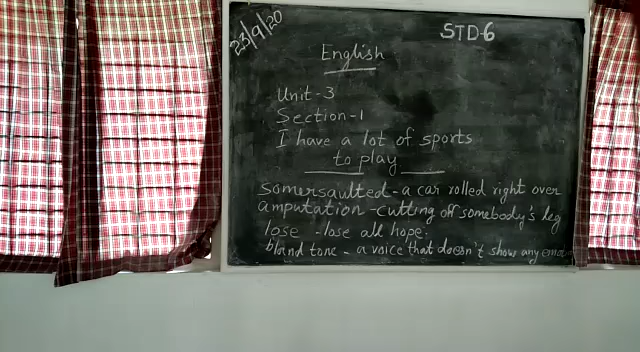 23/9/20
STD-6
English
Unit-3
Section-1
I have a lot of sports
to play
somersaulted - a car rolled right over
amputation - cutting off somebody's leg
lose - lose all hope.
bland tone - a voice that doesn't show any